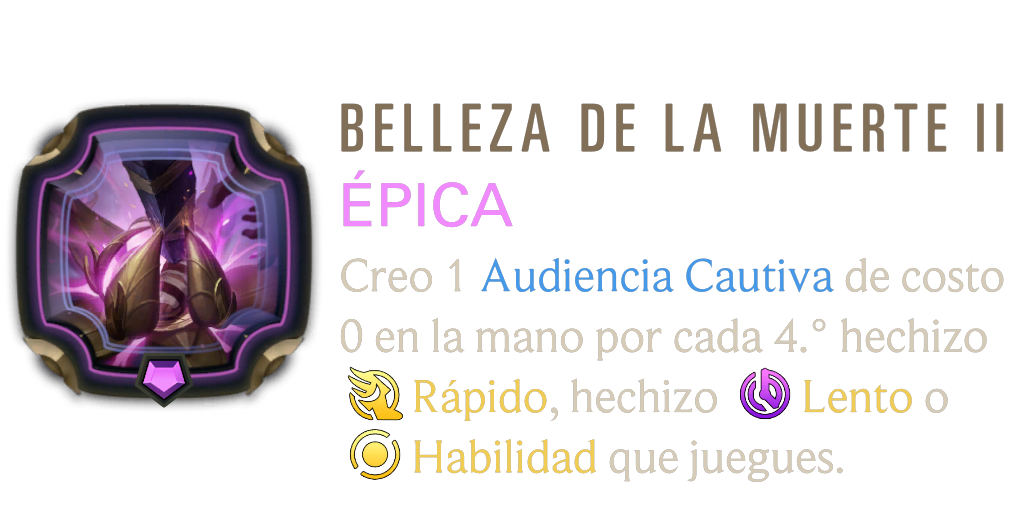 BELLEZA DE LA MUERTE II
ÉPICA
Creo 1 Audiencia Cautiva de costo
0 en la mano por cada 4.° hechizo
Rápido, hechizo Lento o
Habilidad que juegues.